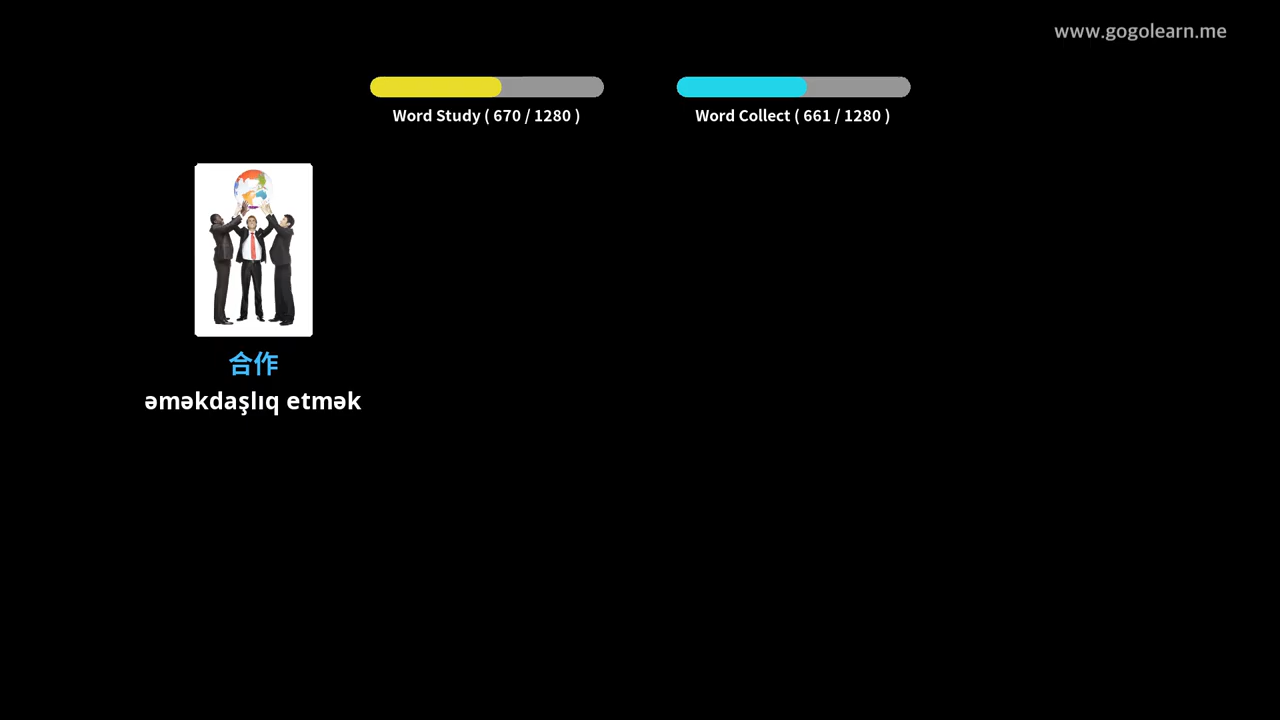 www.gogolearn.me
Word Study ( 670 / 1280 )
Word Collect ( 661 / 1280 )
合作
əməkdaşlıq etmək